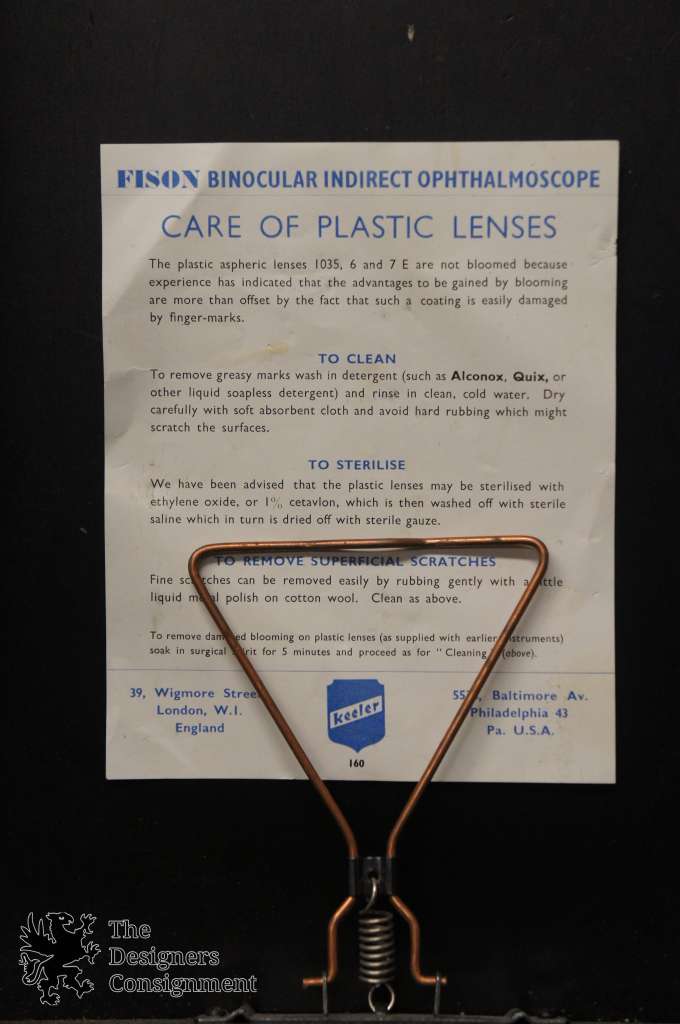 FISON BINOCULAR INDIRECT OPHTHALMOSCOPE
CARE OF PLASTIC LENSES
The plastic aspheric lenses 1035, 6 and 7 E are not bloomed because
experience has indicated that the advantages to be gained by blooming
are more than offset by the fact that such a coating is easily damaged
by finger-marks.
TO CLEAN
To remove greasy marks wash in detergent (such as Alconox, Quix, or
other liquid soapless detergent) and rinse in clean, cold water. Dry
carefully with soft absorbent cloth and avoid hard rubbing which might
scratch the surfaces.
TO STERILISE
We have been advised that the plastic lenses may be sterilised with
ethylene oxide, or 1% cetavlon, which is then washed off with sterile
saline which in turn is dried off with sterile gauze.
TO REMOVE SUPERFICIAL SCRATCHES
Fine scratches can be removed easily by rubbing gently with a little
liquid metal polish on cotton wool. Clean as above.
To remove damaged blooming on plastic lenses (as supplied with earlier instruments)
soak in surgical spirit for 5 minutes and proceed as for "Cleaning" (above).
39, Wigmore Street
London, W.I.
England
keeler
160
Baltimore Av.
Philadelphia 43
Pa. U.S.A.
The
Designers
Consignment